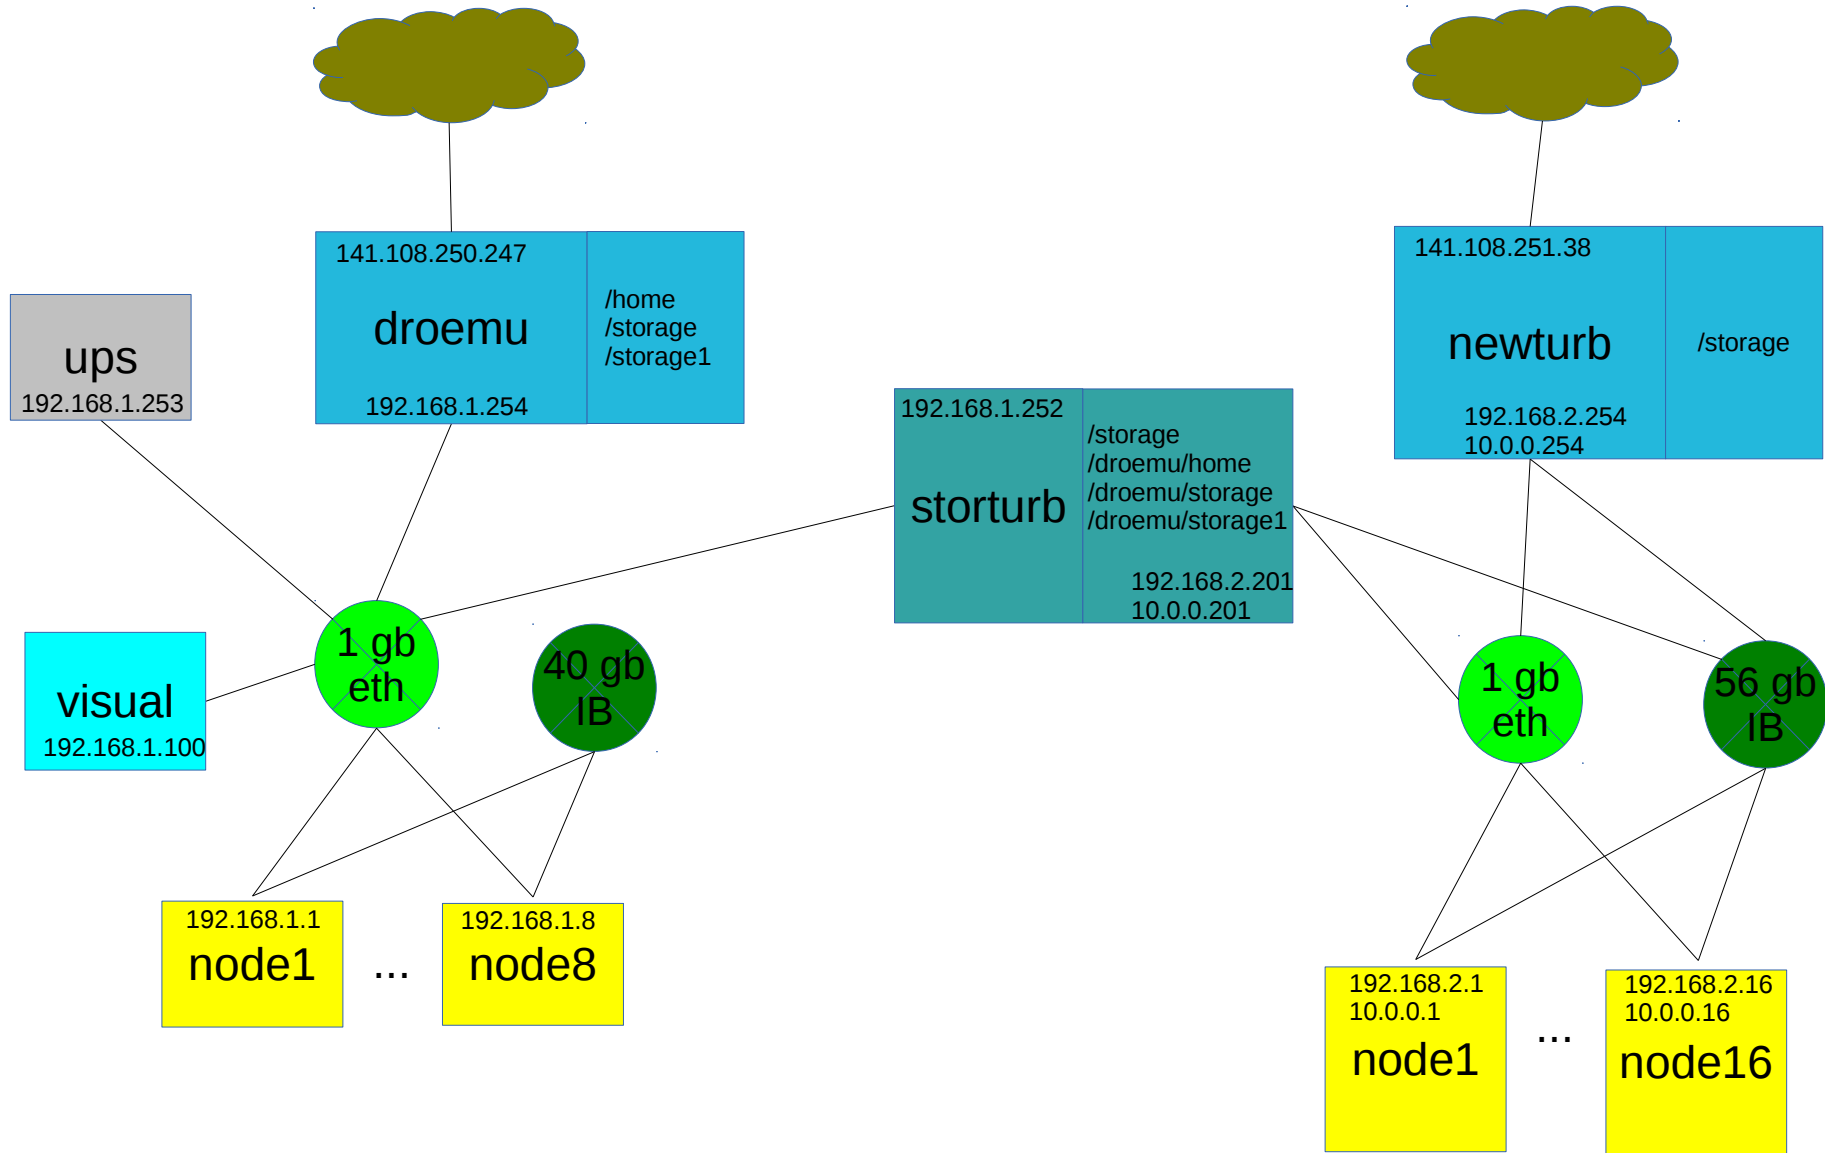 141.108.250.247
droemu
192.168.1.254
/home
/storage
/storage1
ups
192.168.1.253
visual
192.168.1.100
1 gb
eth
40 gb
IB
192.168.1.1
node1
...
192.168.1.8
node8
192.168.1.252
storturb
/storage
/droemu/home
/droemu/storage
/droemu/storage1
192.168.2.201
10.0.0.201
141.108.251.38
newturb
192.168.2.254
10.0.0.254
/storage
1 gb
eth
56 gb
IB
192.168.2.1
10.0.0.1
node1
...
192.168.2.16
10.0.0.16
node16